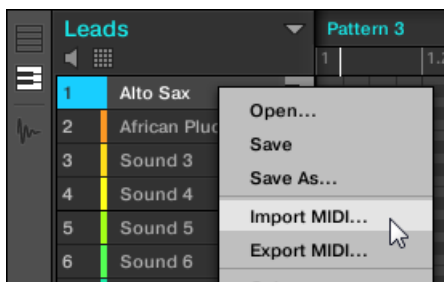 Leads
Pattern 3
1
1 Alto Sax
2
3 Sound 3
4 Sound 4
5 Sound 5
6 Sound 6
Open...
Save
Save As...
Import MIDI...
Export MIDI...
African